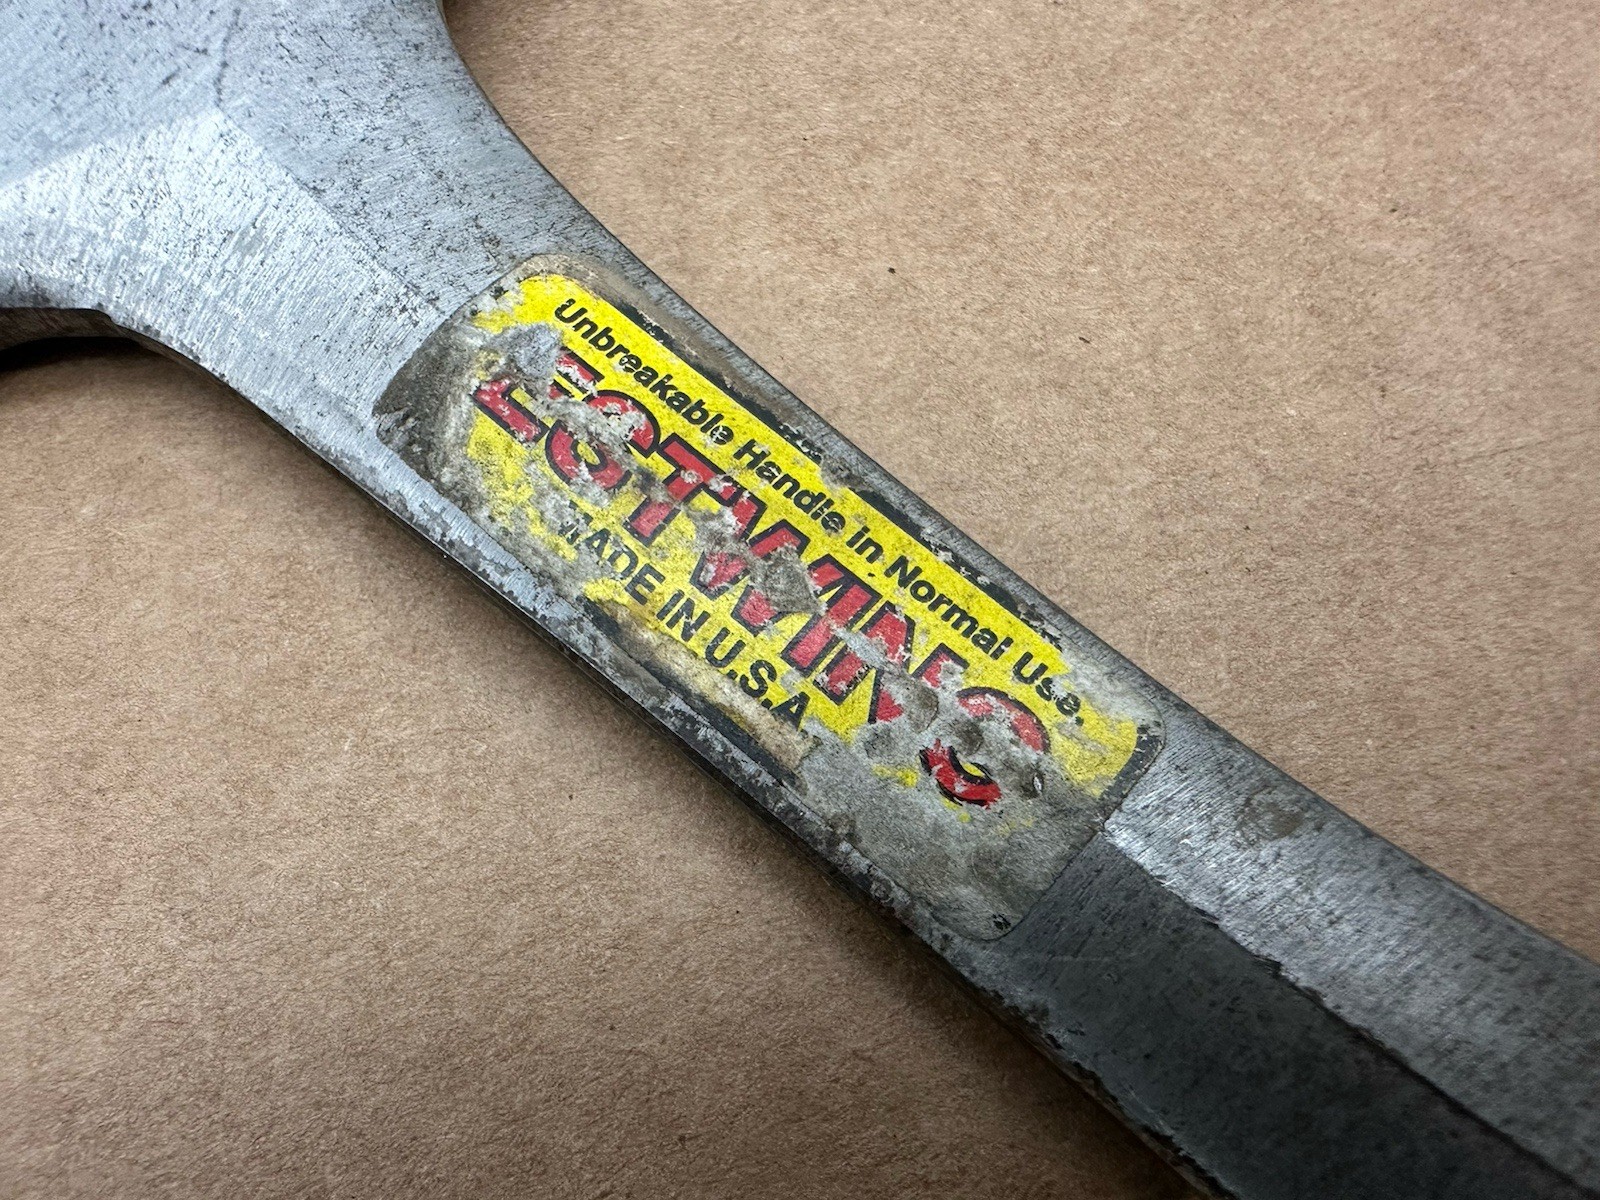 Unbreakable Handle in Normal Use.
ESTWING
MADE IN U.S.A